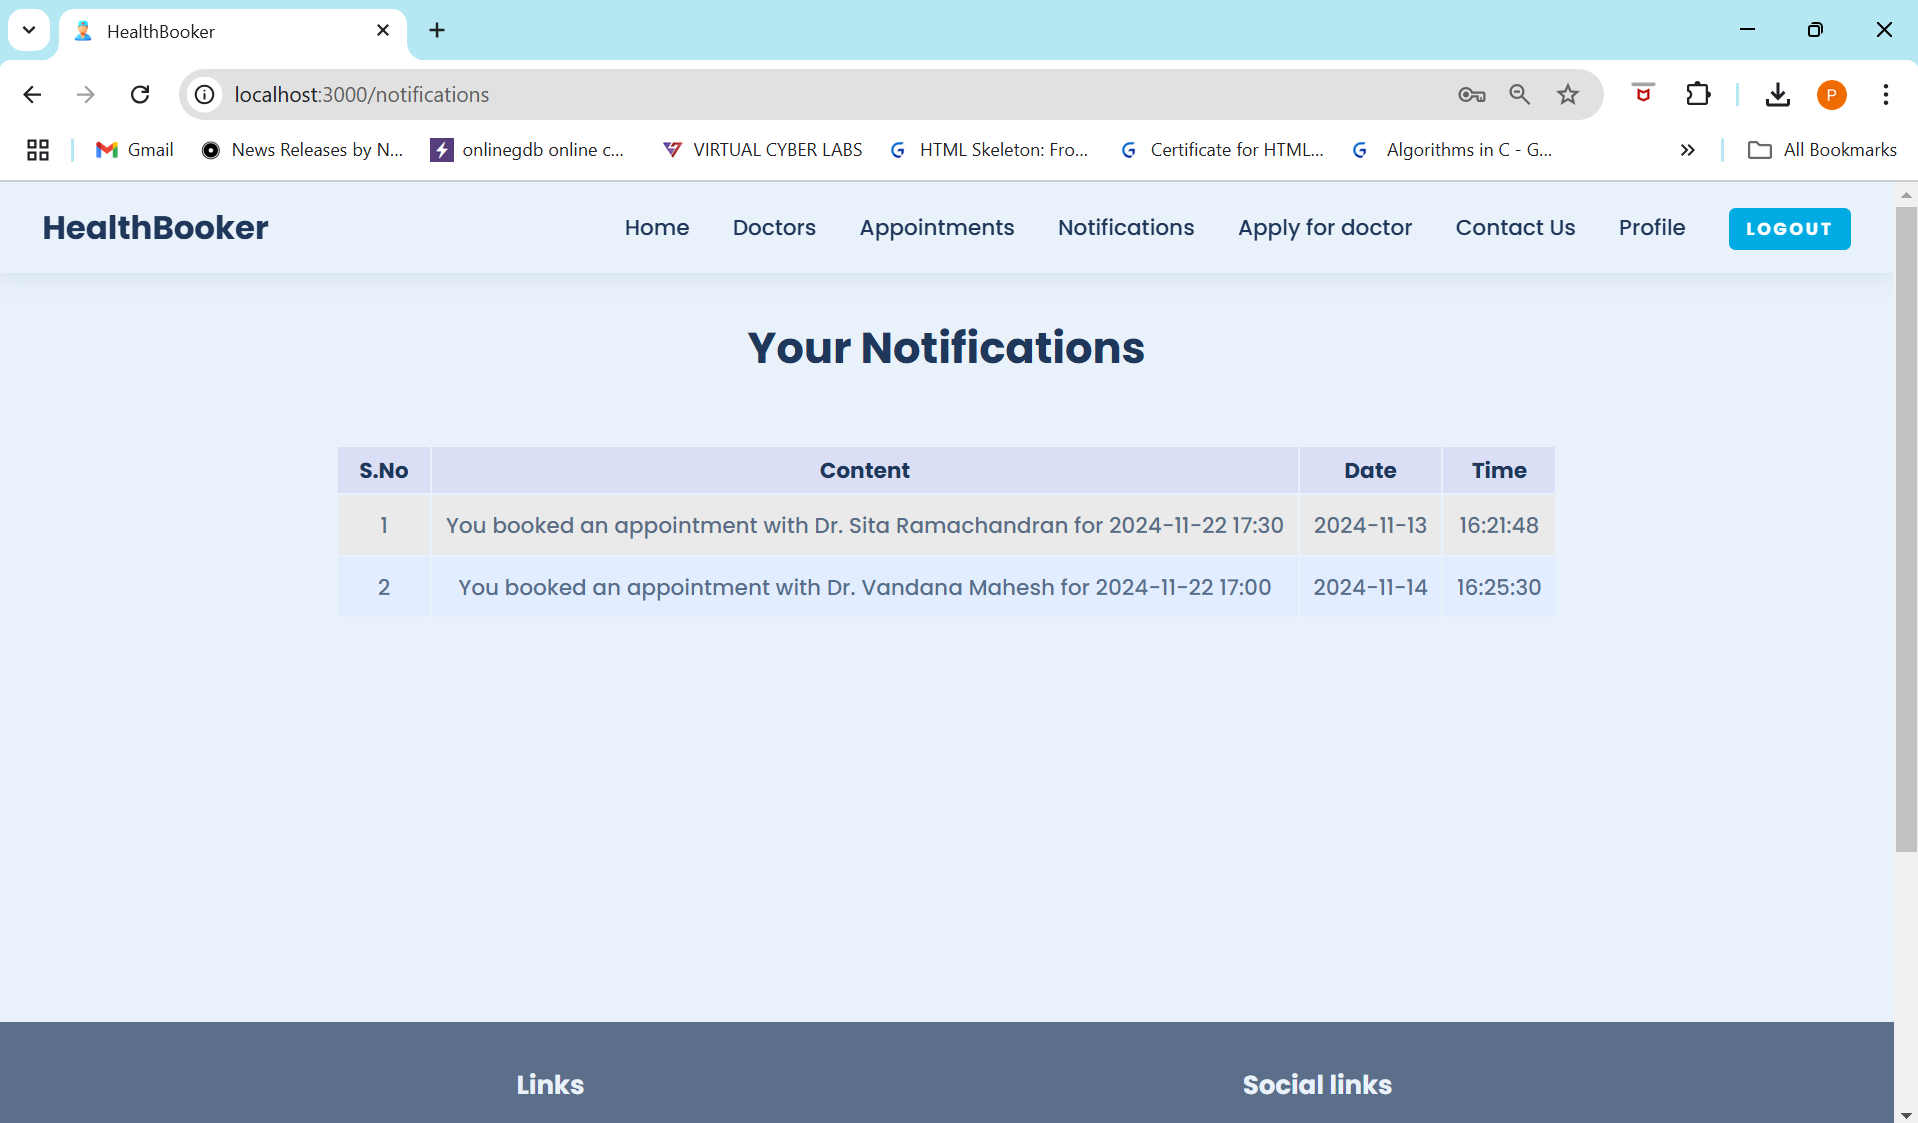 HealthBooker
localhost:3000/notifications
P
Gmail News Releases by N... onlinegdb online c... VIRTUAL CYBER LABS HTML Skeleton: Fro... Certificate for HTML... Algorithms in C - G... » All Bookmarks
HealthBooker Home Doctors Appointments Notifications Apply for doctor Contact Us Profile LOGOUT
Your Notifications
S.No Content Date Time
1 You booked an appointment with Dr. Sita Ramachandran for 2024-11-22 17:30 2024-11-13 16:21:48
2 You booked an appointment with Dr. Vandana Mahesh for 2024-11-22 17:00 2024-11-14 16:25:30
Links Social links